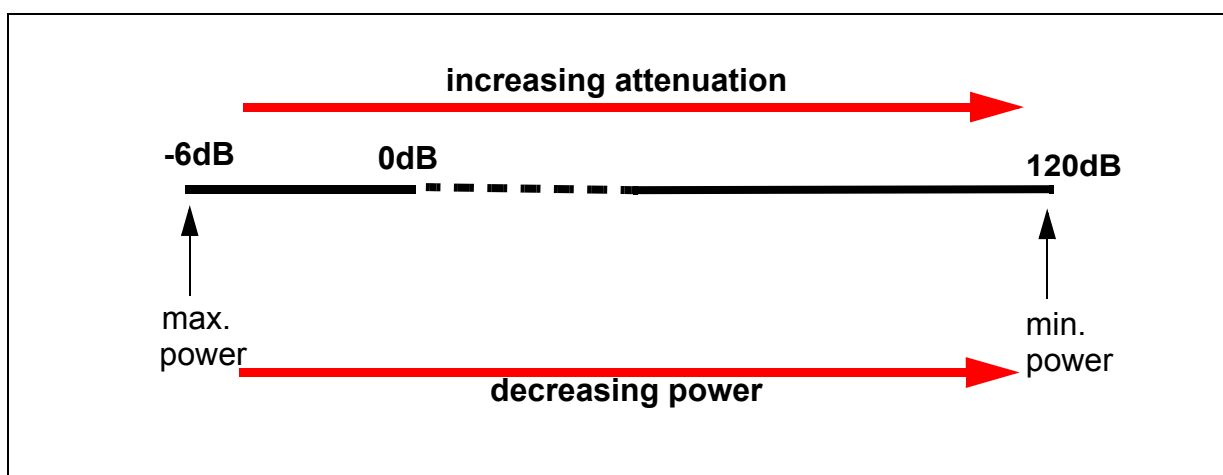 increasing attenuation
-6dB
0dB
120dB
max.
power
min.
power
decreasing power